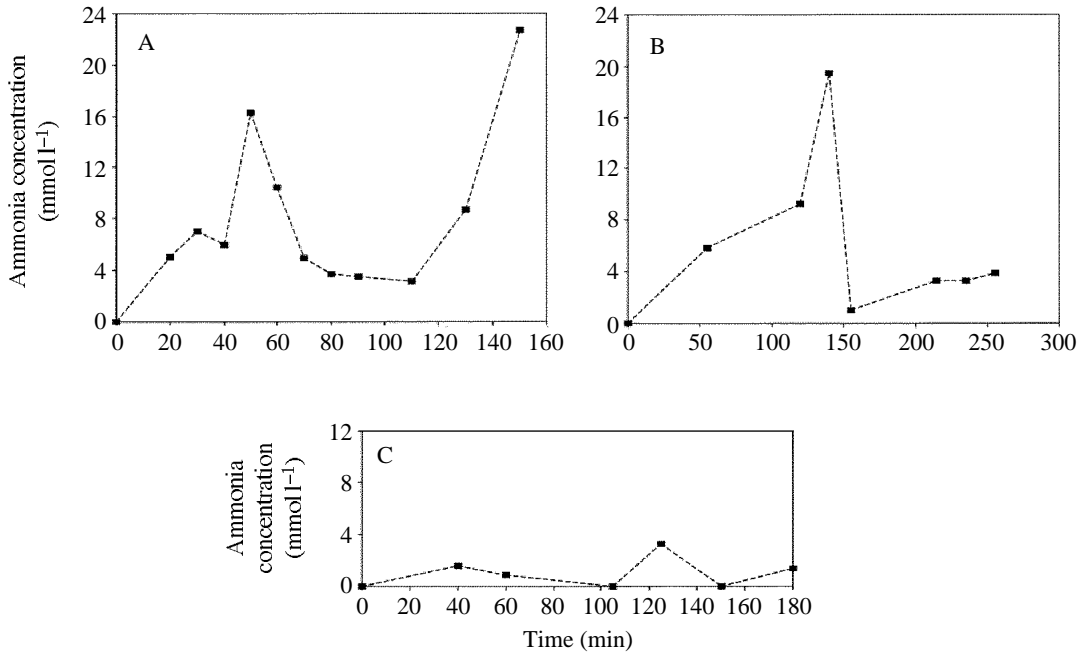 Ammonia concentration
(mmol l⁻¹)
A
24
20
16
12
8
4
0
0 20 40 60 80 100 120 140 160
B
24
20
16
12
8
4
0
0 50 100 150 200 250 300
Ammonia
concentration
(mmol l⁻¹)
C
12
8
4
0
0 20 40 60 80 100 120 140 160 180
Time (min)